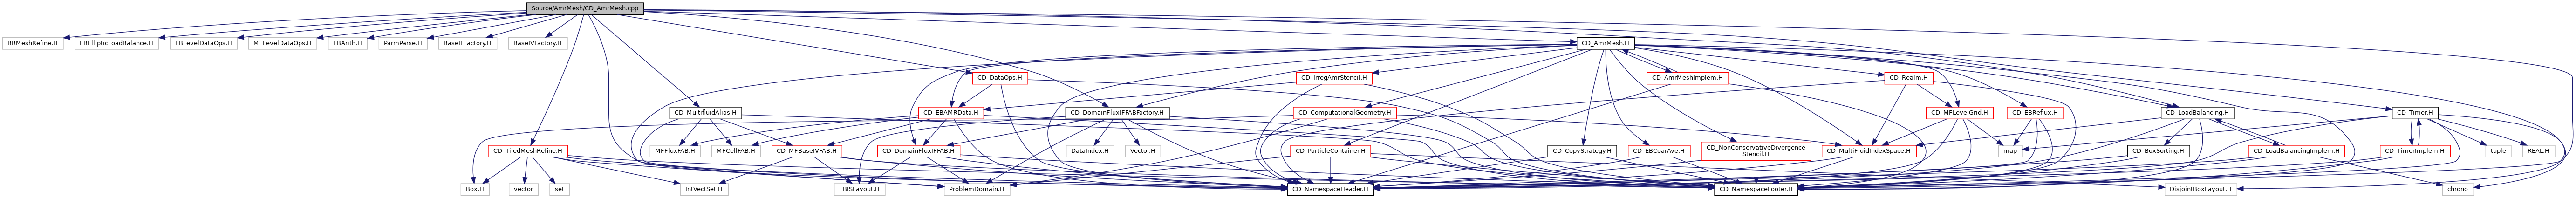 Source/AmrMesh/CD_AmrMesh.cpp
BRMeshRefine.H
EBEllipticLoadBalance.H
EBLevelDataOps.H
MFLevelDataOps.H
EBArith.H
ParmParse.H
BaseIFFactory.H
BaseIVFactory.H
CD_AmrMesh.H
CD_DataOps.H
CD_IrregAmrStencil.H
CD_AmrMeshImplem.H
CD_Realm.H
CD_MultifluidAlias.H
CD_EBAMRData.H
CD_DomainFluxIFFABFactory.H
CD_ComputationalGeometry.H
CD_MFLevelGrid.H
CD_EBReflux.H
CD_LoadBalancing.H
CD_Timer.H
CD_TiledMeshRefine.H
MFFluxFAB.H
MFCellFAB.H
CD_MFBaseIVFAB.H
CD_DomainFluxIFFAB.H
DataIndex.H
Vector.H
CD_ParticleContainer.H
CD_CopyStrategy.H
CD_EBCoarAve.H
CD_NonConservativeDivergence
Stencil.H
CD_MultiFluidIndexSpace.H
map
CD_BoxSorting.H
CD_LoadBalancingImplem.H
CD_TimerImplem.H
tuple
REAL.H
Box.H
vector
set
IntVectSet.H
EBISLayout.H
ProblemDomain.H
CD_NamespaceHeader.H
CD_NamespaceFooter.H
DisjointBoxLayout.H
chrono